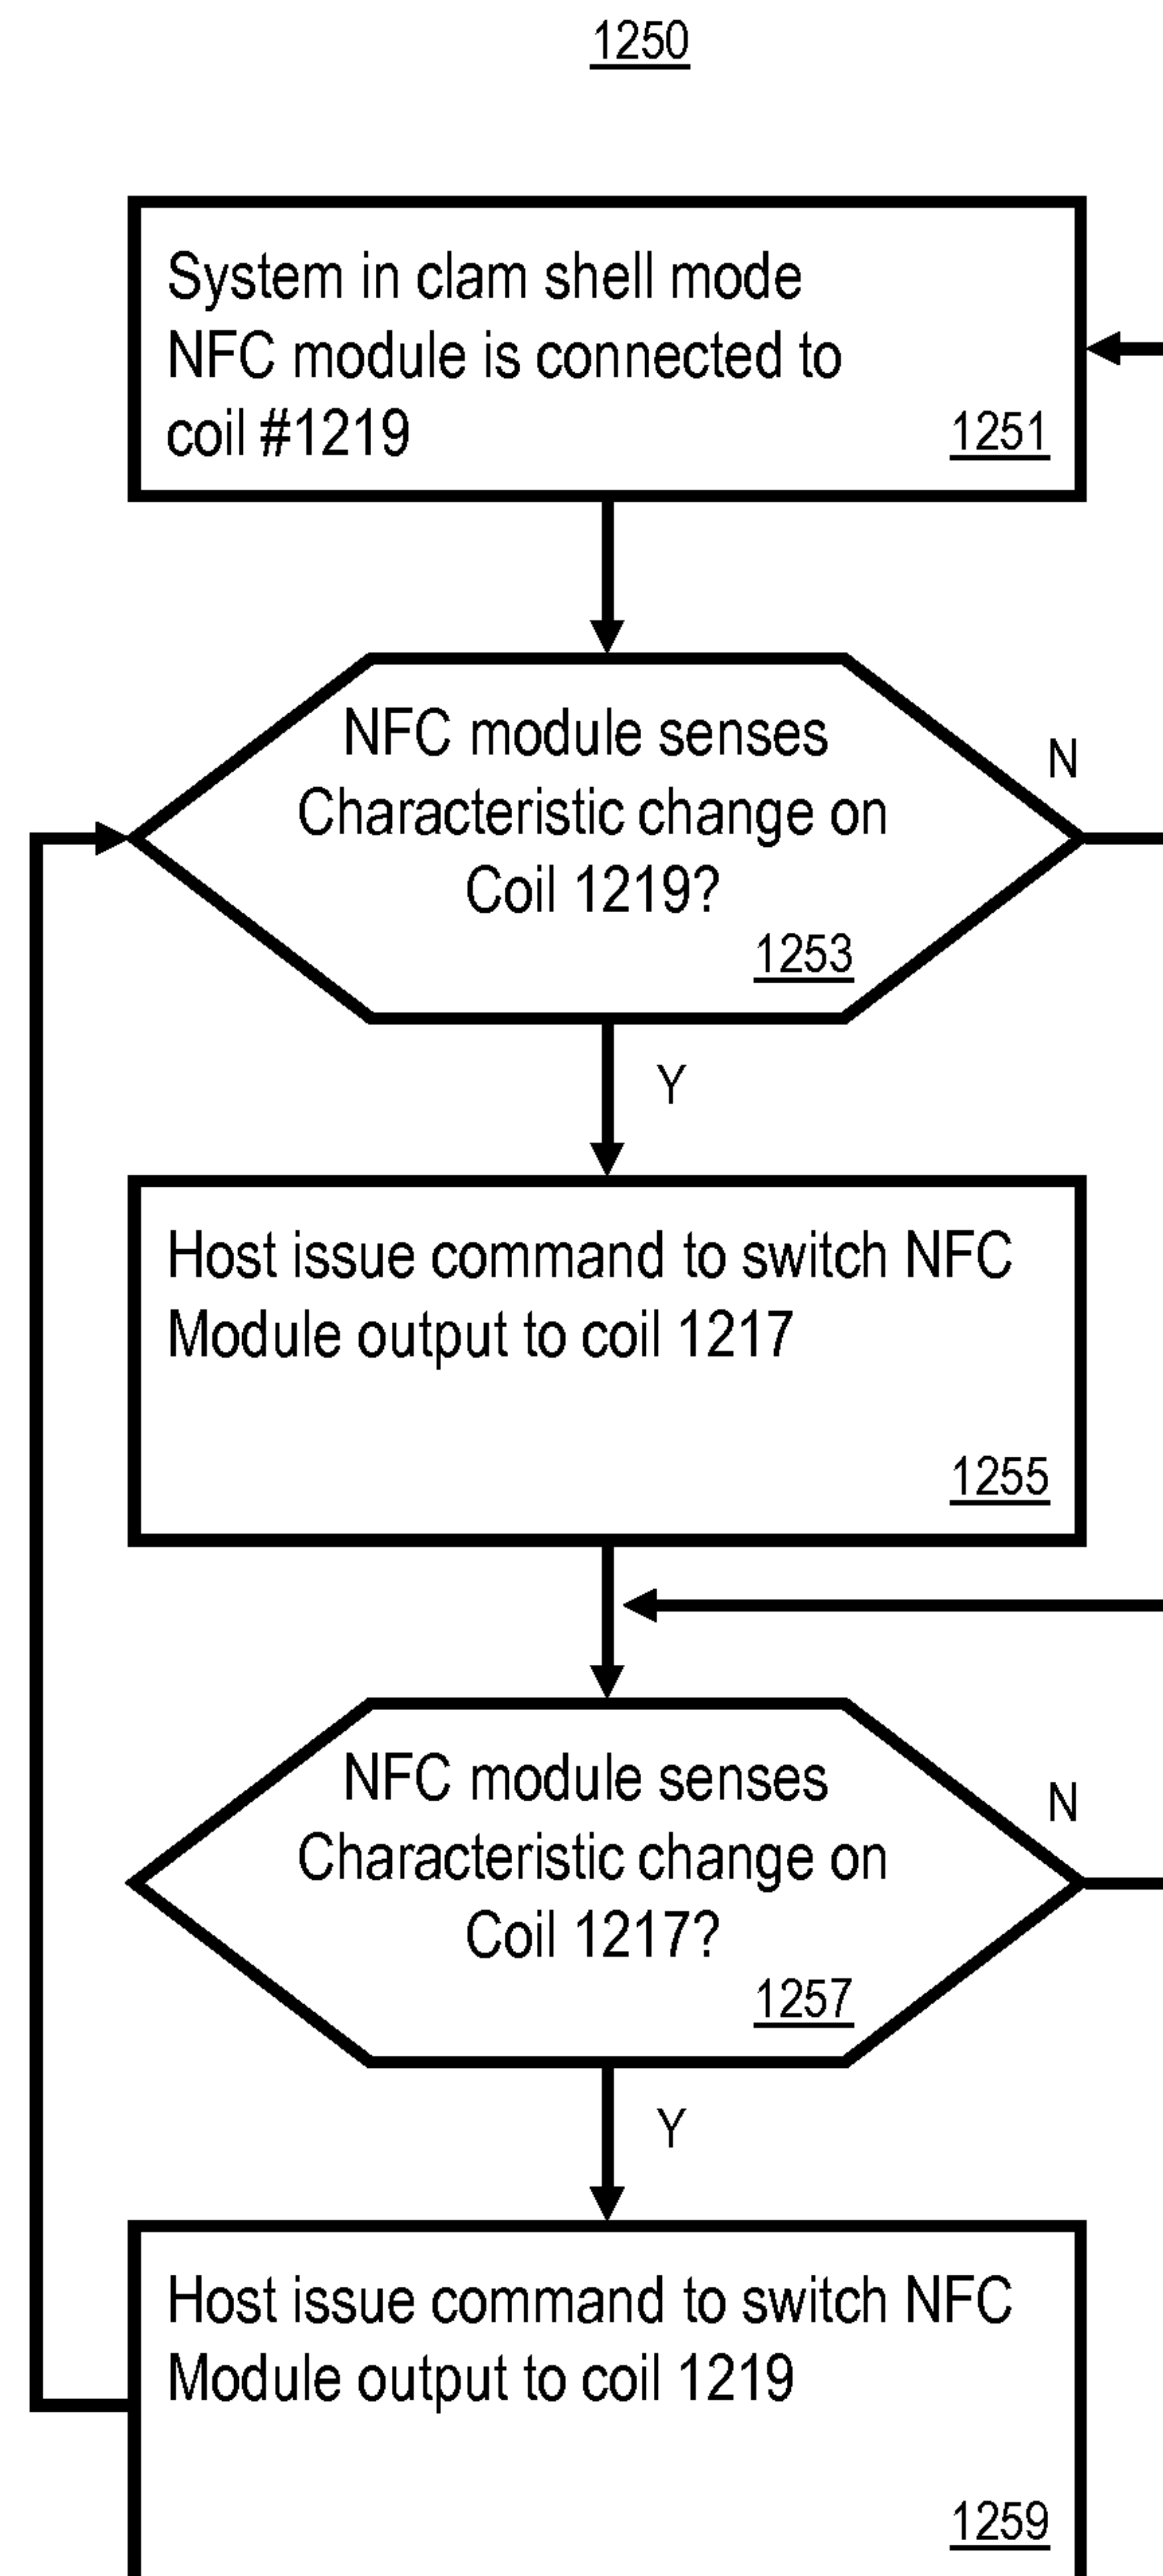 1250
System in clam shell mode
NFC module is connected to
coil #1219
1251
NFC module senses
Characteristic change on
Coil 1219?
1253
N
Y
Host issue command to switch NFC
Module output to coil 1217
1255
NFC module senses
Characteristic change on
Coil 1217?
1257
N
Y
Host issue command to switch NFC
Module output to coil 1219
1259